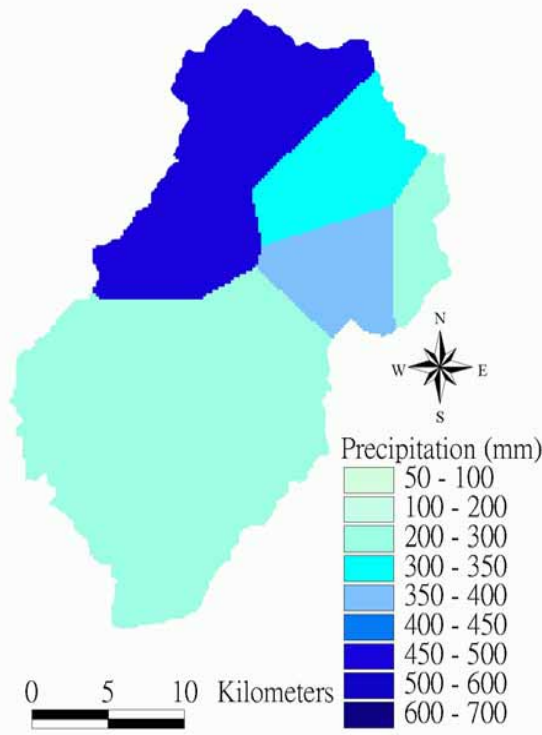 N
W E
S
Precipitation (mm)
50 - 100
100 - 200
200 - 300
300 - 350
350 - 400
400 - 450
450 - 500
500 - 600
600 - 700
0 5 10 Kilometers